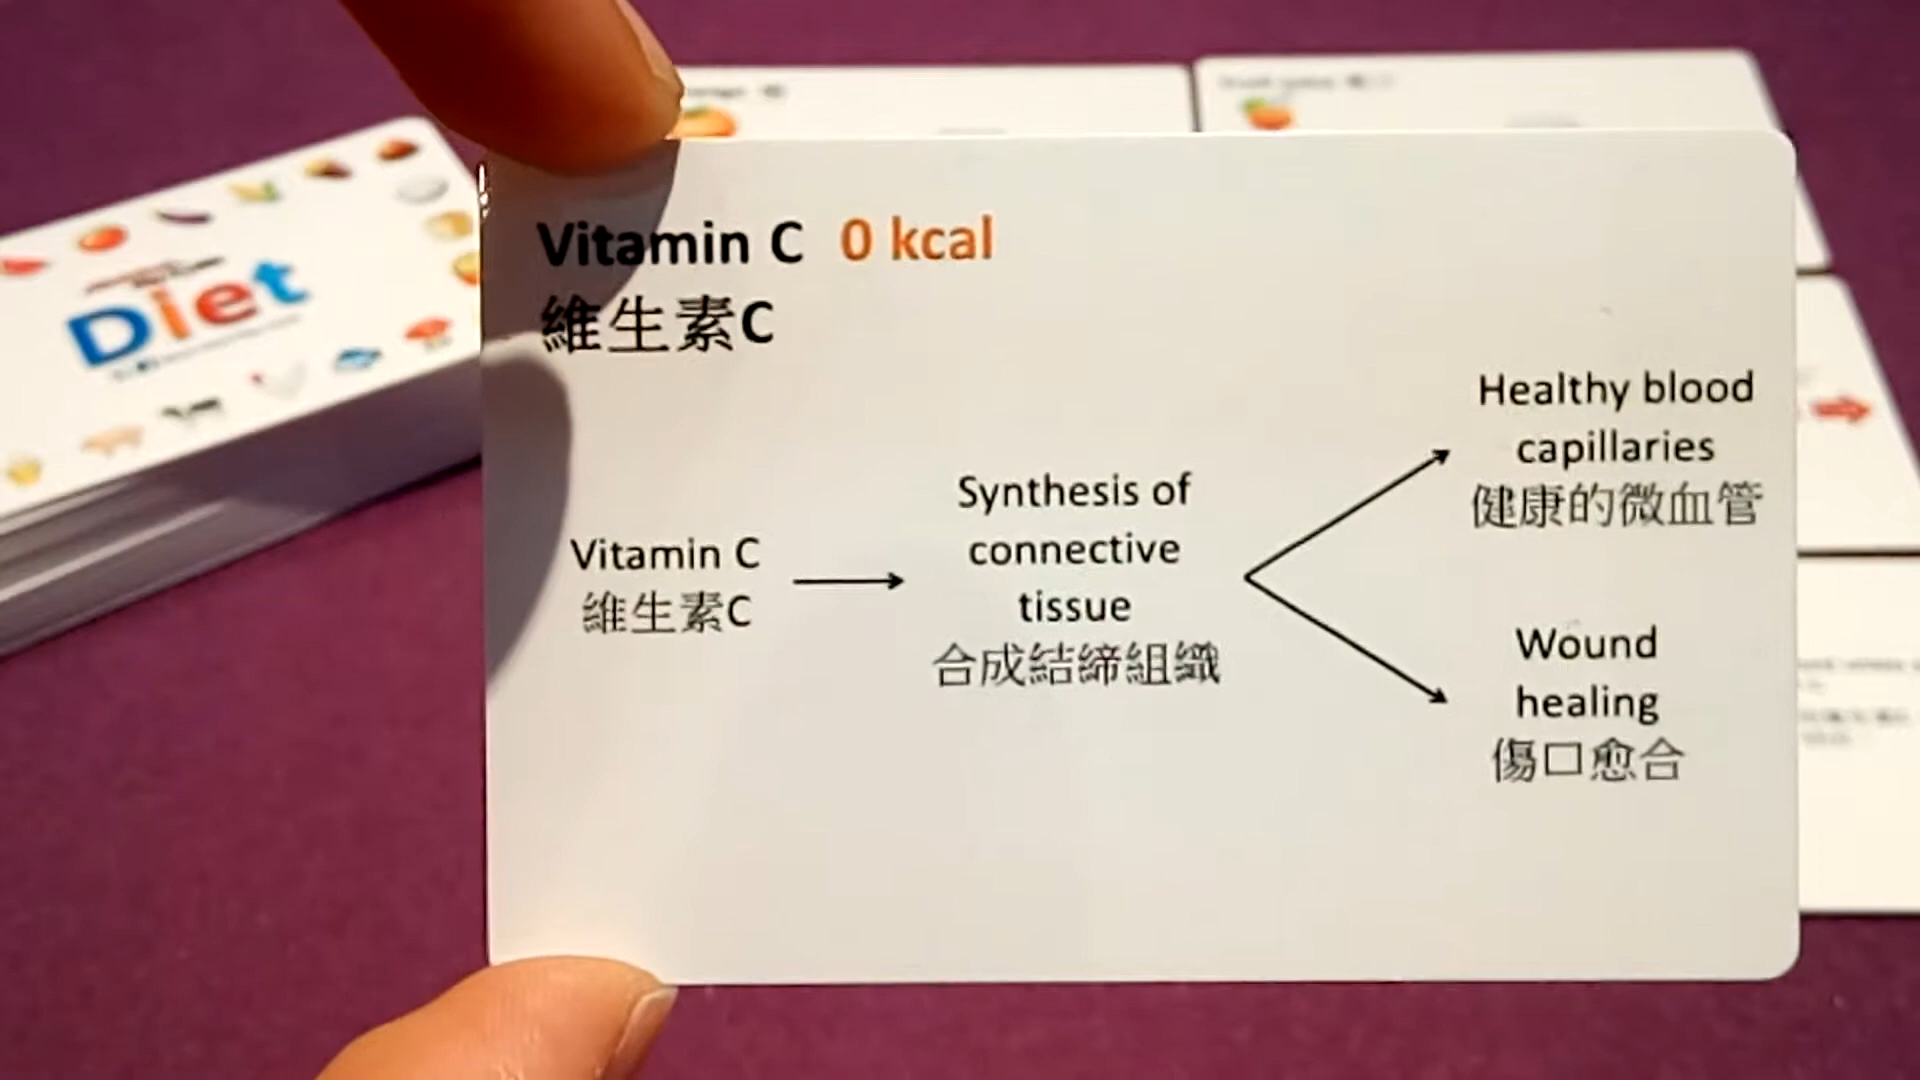 Diet
Vitamin C 0 kcal
維生素C
Vitamin C
維生素C
Synthesis of
connective
tissue
合成結締組織
Healthy blood
capillaries
健康的微血管
Wound
healing
傷口愈合